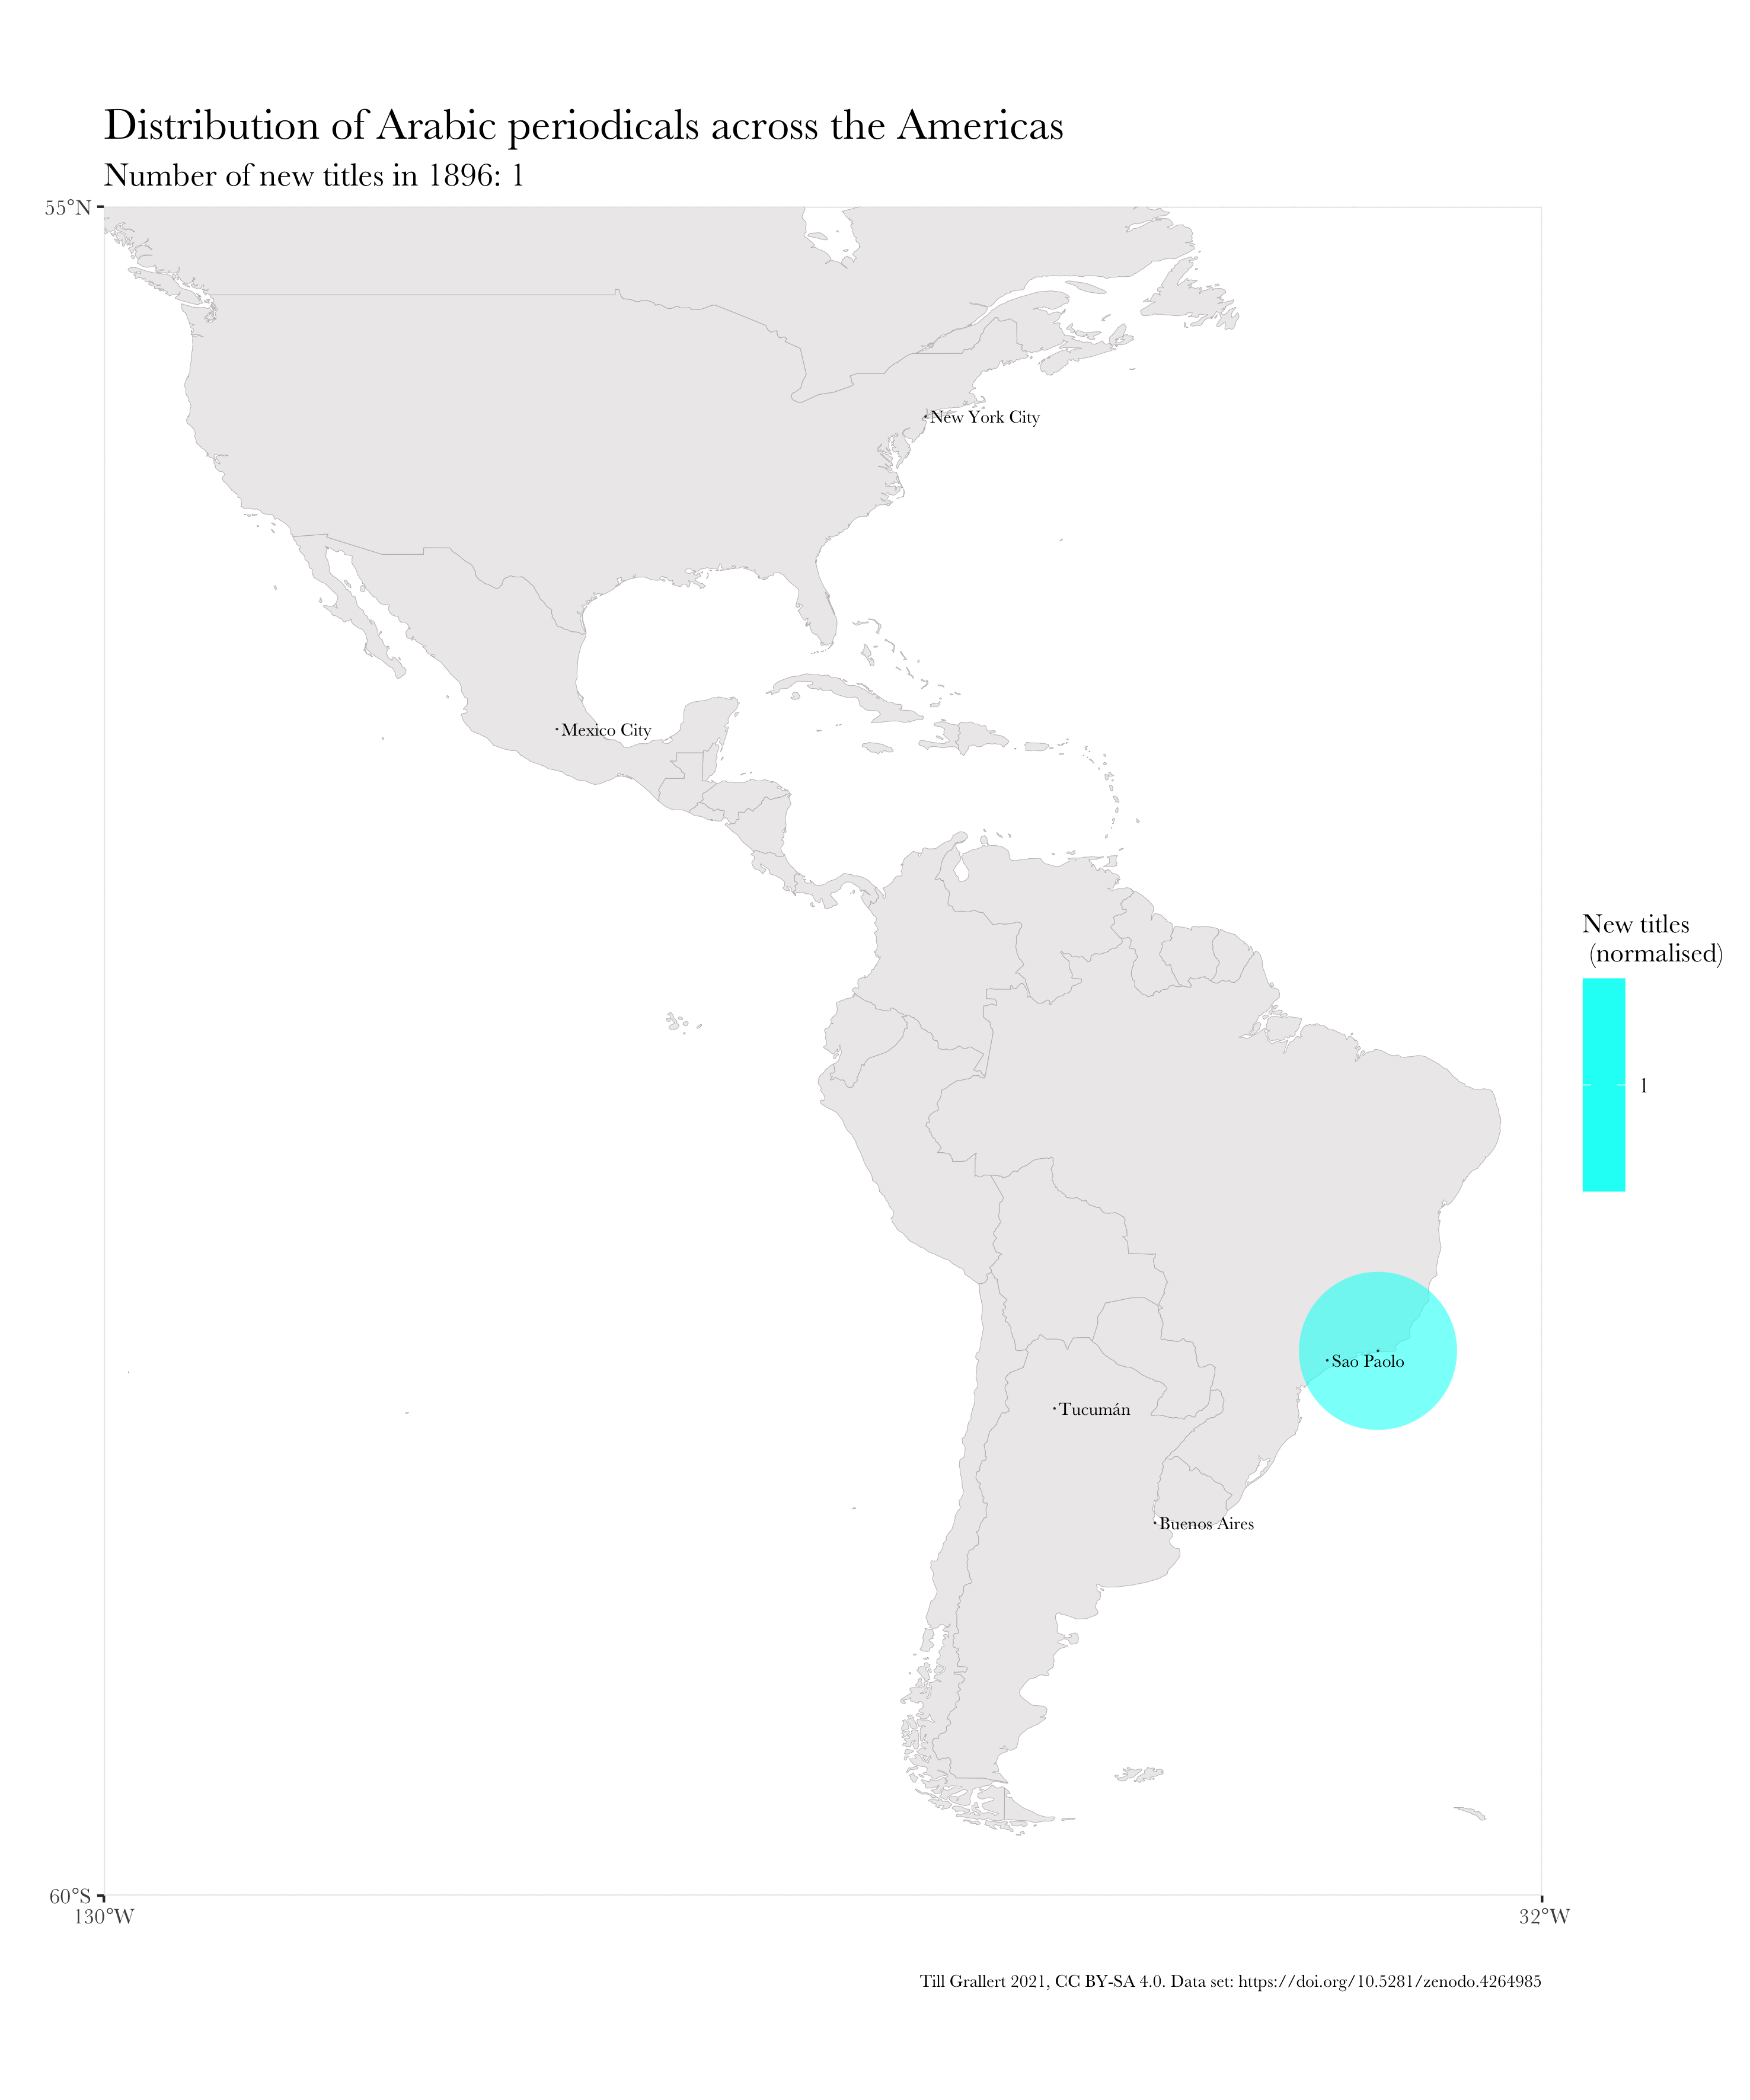 Distribution of Arabic periodicals across the Americas
Number of new titles in 1896: 1
55°N
New York City
Mexico City
New titles
(normalised)
1
Sao Paolo
Tucumán
Buenos Aires
60°S
130°W
32°W
Till Grallert 2021, CC BY-SA 4.0. Data set: https://doi.org/10.5281/zenodo.4264985